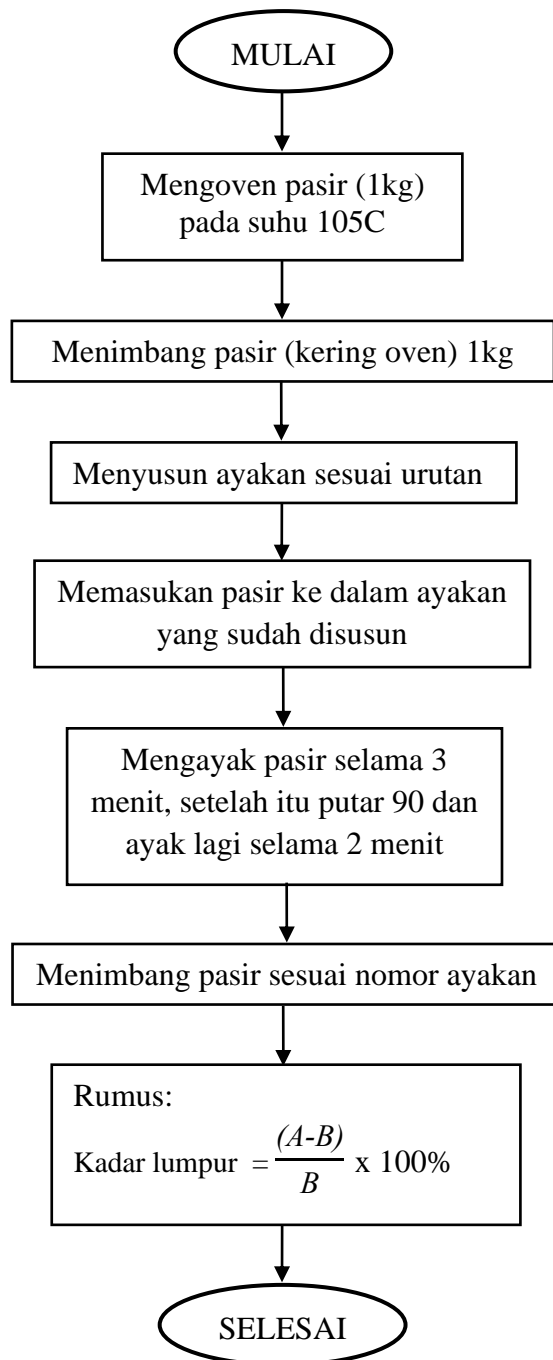 MULAI
Mengoven pasir (1kg)
pada suhu 105C
Menimbang pasir (kering oven) 1kg
Menyusun ayakan sesuai urutan
Memasukan pasir ke dalam ayakan
yang sudah disusun
Mengayak pasir selama 3
menit, setelah itu putar 90 dan
ayak lagi selama 2 menit
Menimbang pasir sesuai nomor ayakan
Rumus:
Kadar lumpur = (A-B)/B x 100%
SELESAI